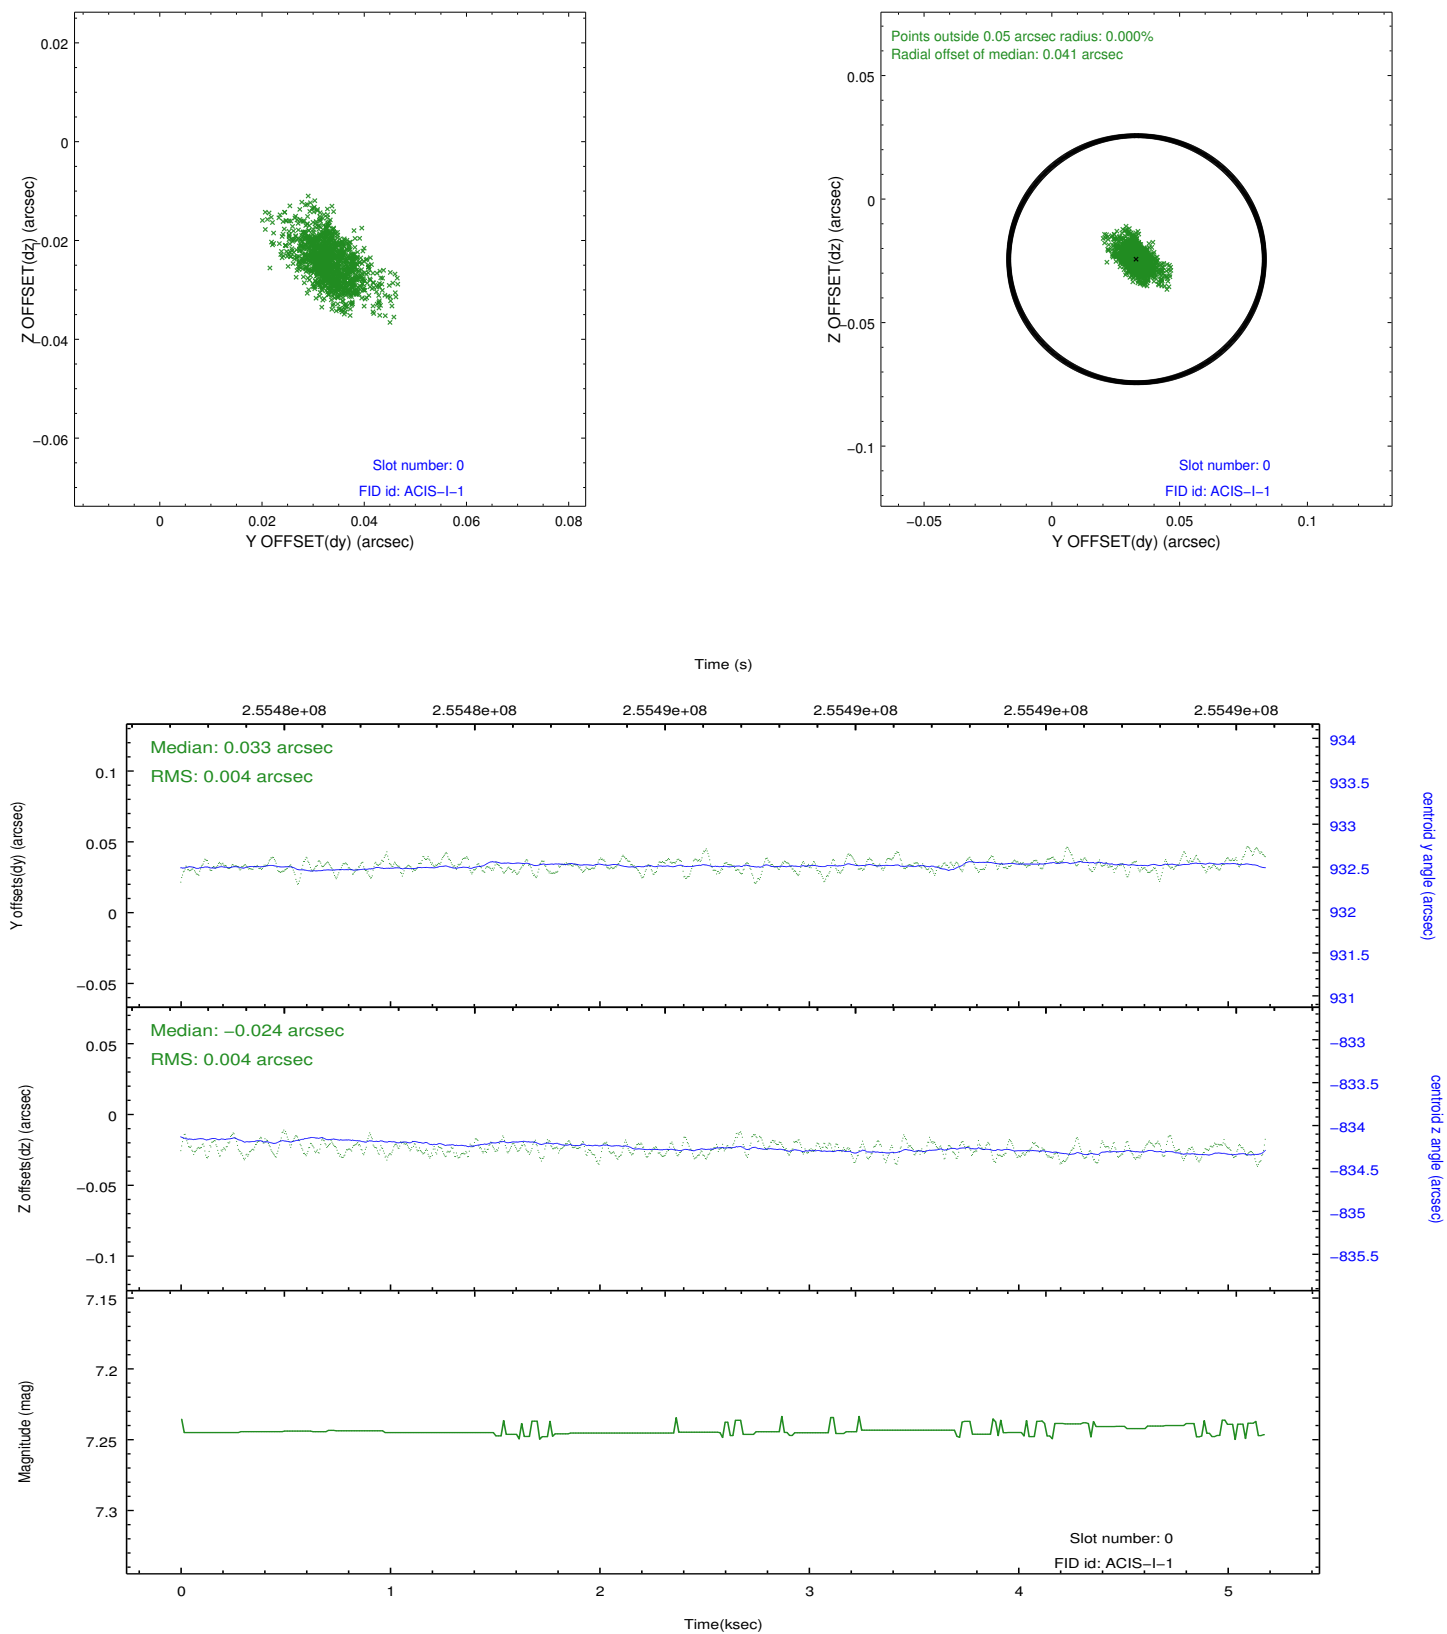 0.02
0
−0.02
−0.04
−0.06
Z OFFSET(dz) (arcsec)
Slot number: 0
FID id: ACIS−I−1
0
0.02
0.04
0.06
0.08
Y OFFSET(dy) (arcsec)
Points outside 0.05 arcsec radius: 0.000%
Radial offset of median: 0.041 arcsec
0.05
0
−0.05
−0.1
Z OFFSET(dz) (arcsec)
Slot number: 0
FID id: ACIS−I−1
−0.05
0
0.05
0.1
Y OFFSET(dy) (arcsec)
Time (s)
2.5548e+08
2.5548e+08
2.5549e+08
2.5549e+08
2.5549e+08
2.5549e+08
Median: 0.033 arcsec
RMS: 0.004 arcsec
0.1
0.05
0
−0.05
Y offsets(dy) (arcsec)
934
933.5
933
932.5
932
931.5
931
centroid y angle (arcsec)
Median: −0.024 arcsec
RMS: 0.004 arcsec
0.05
0
−0.05
−0.1
Z offsets(dz) (arcsec)
−833
−833.5
−834
−834.5
−835
−835.5
centroid z angle (arcsec)
7.15
7.2
7.25
7.3
Magnitude (mag)
Slot number: 0
FID id: ACIS−I−1
0
1
2
3
4
5
Time(ksec)